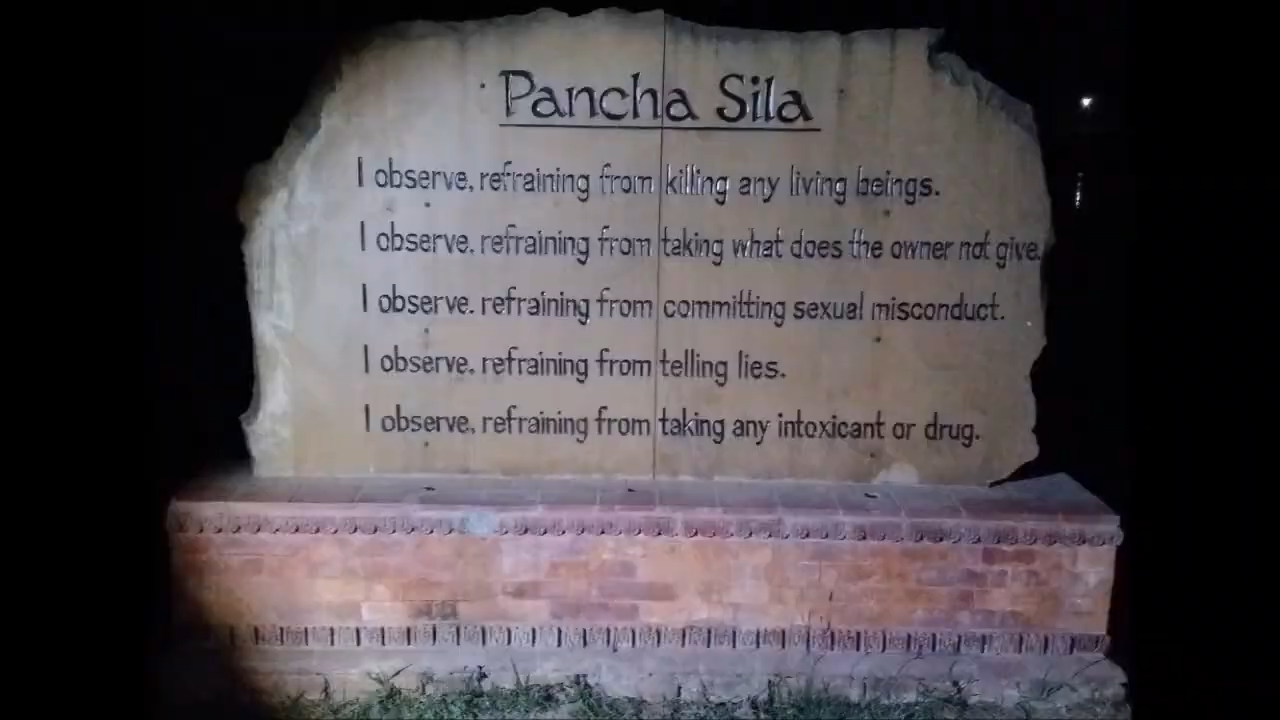 Pancha Sila
I observe, refraining from killing any living beings.
I observe. refraining from taking what does the owner not give.
I observe. refraining from committing sexual misconduct.
I observe, refraining from telling lies.
I observe, refraining from taking any intoxicant or drug.